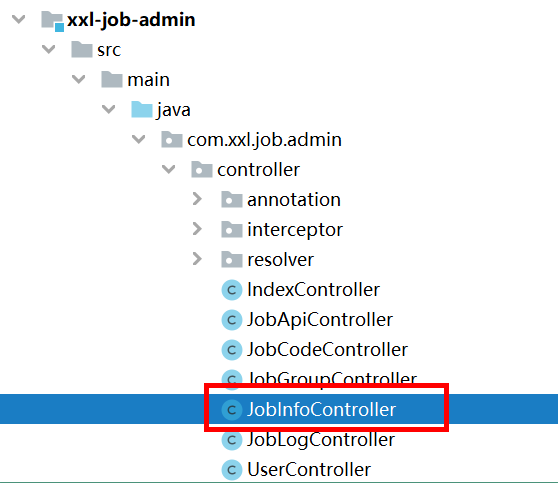 xxl-job-admin
src
main
java
com.xxl.job.admin
controller
annotation
interceptor
resolver
C IndexController
C JobApiController
C JobCodeController
C JobGroupController
C JobInfoController
C JobLogController
C UserController